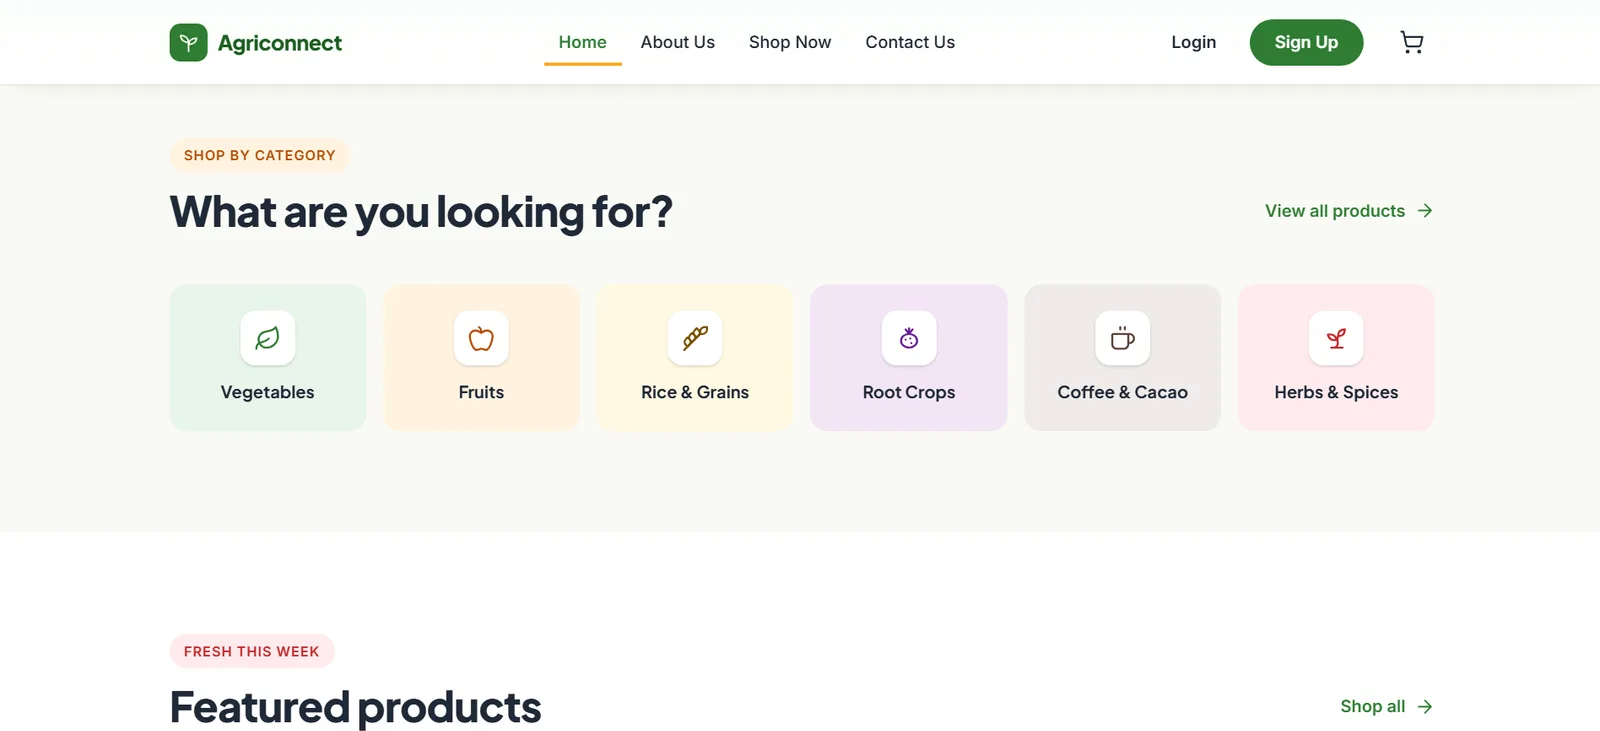 Agriconnect
Home
About Us
Shop Now
Contact Us
Login
Sign Up
SHOP BY CATEGORY
What are you looking for?
View all products
Vegetables
Fruits
Rice & Grains
Root Crops
Coffee & Cacao
Herbs & Spices
FRESH THIS WEEK
Featured products
Shop all